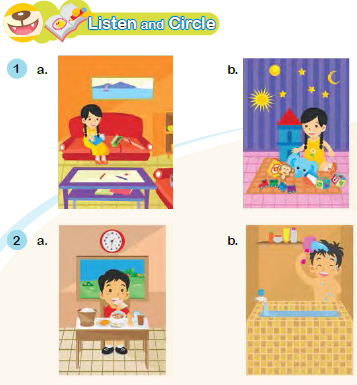 Listen and Circle
1 a. b.
2 a. b.